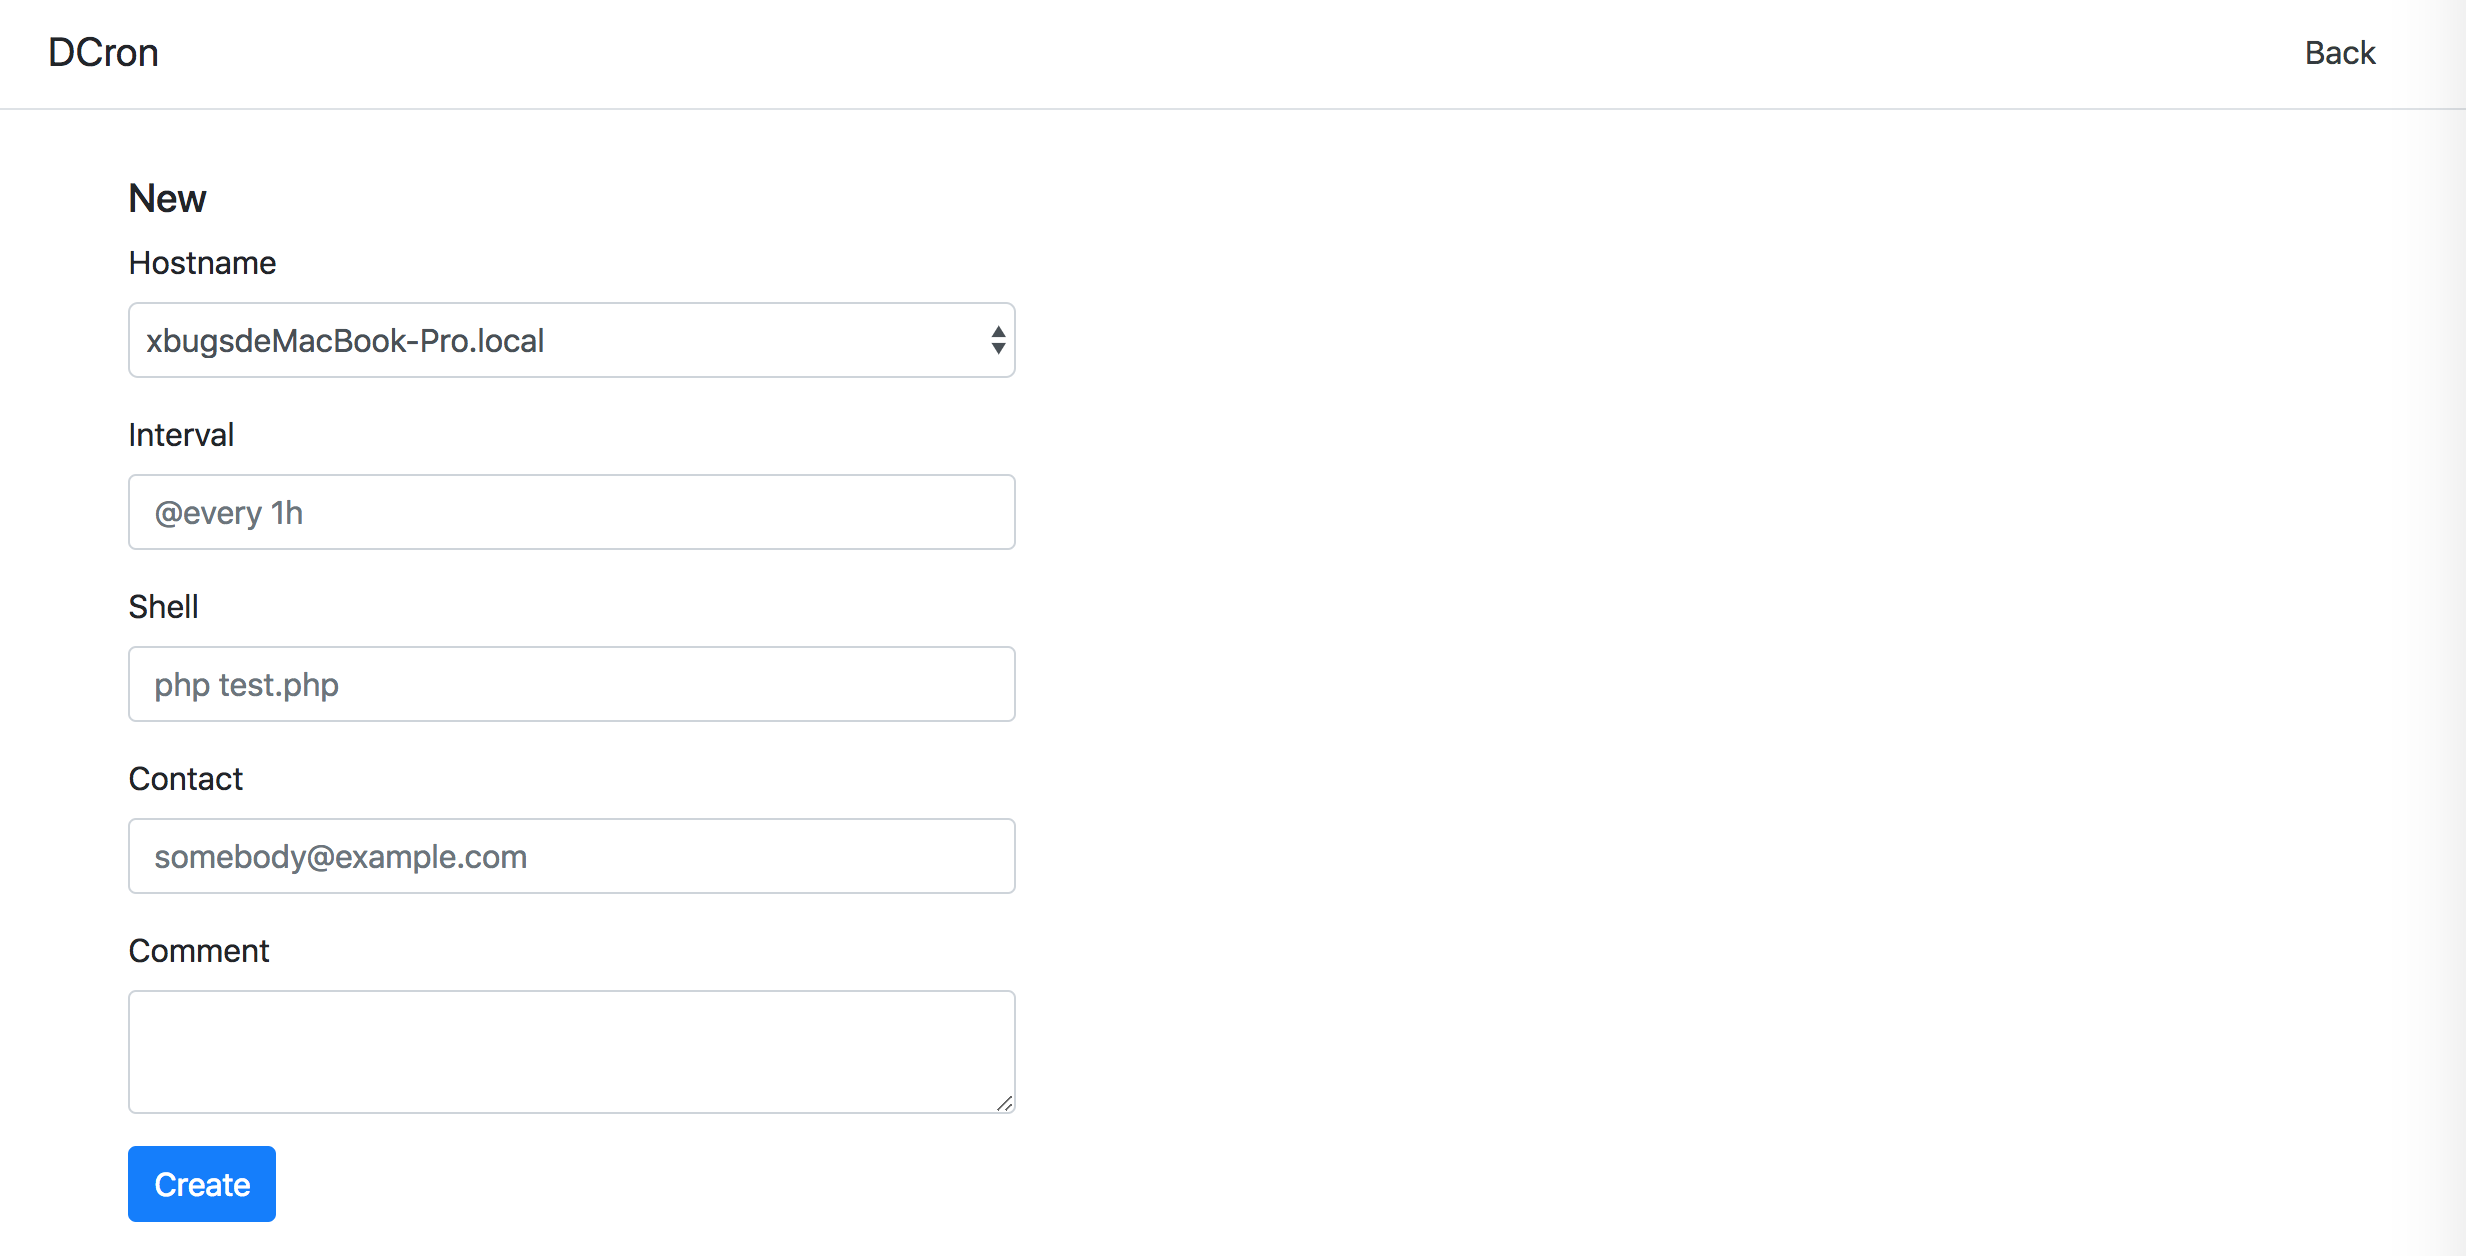 DCron
Back
New
Hostname
xbugsdeMacBook-Pro.local
Interval
@every 1h
Shell
php test.php
Contact
somebody@example.com
Comment
Create